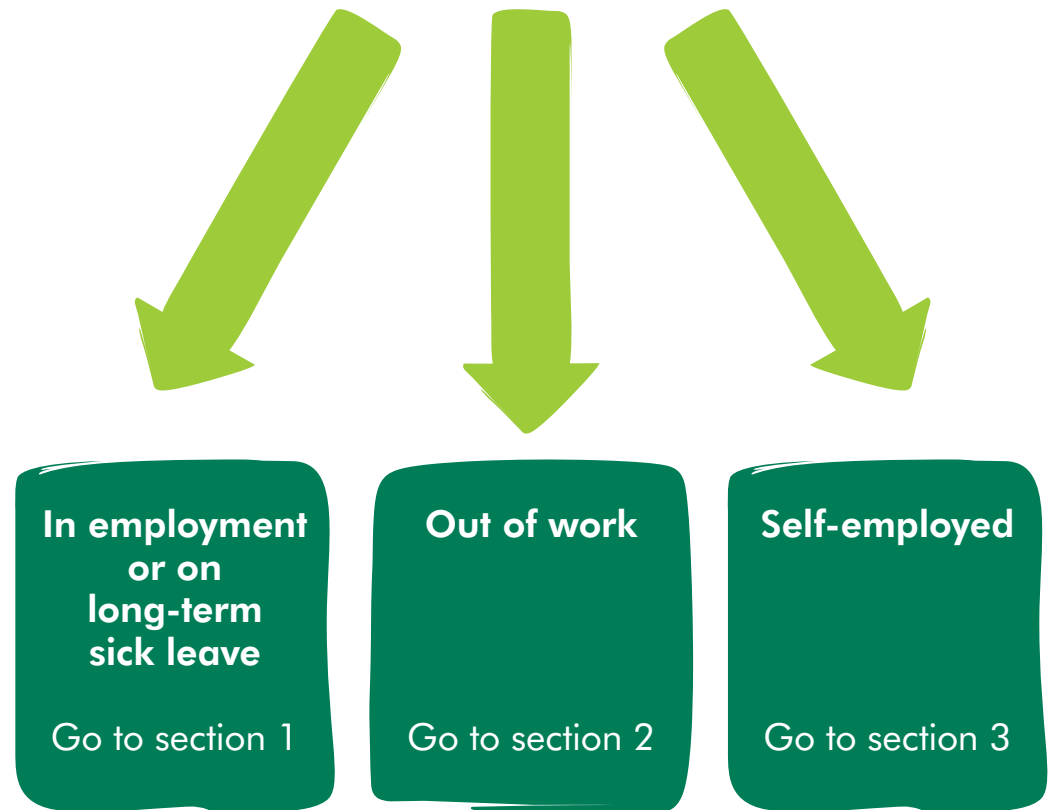 In employment
or on
long-term
sick leave
Go to section 1
Out of work
Go to section 2
Self-employed
Go to section 3